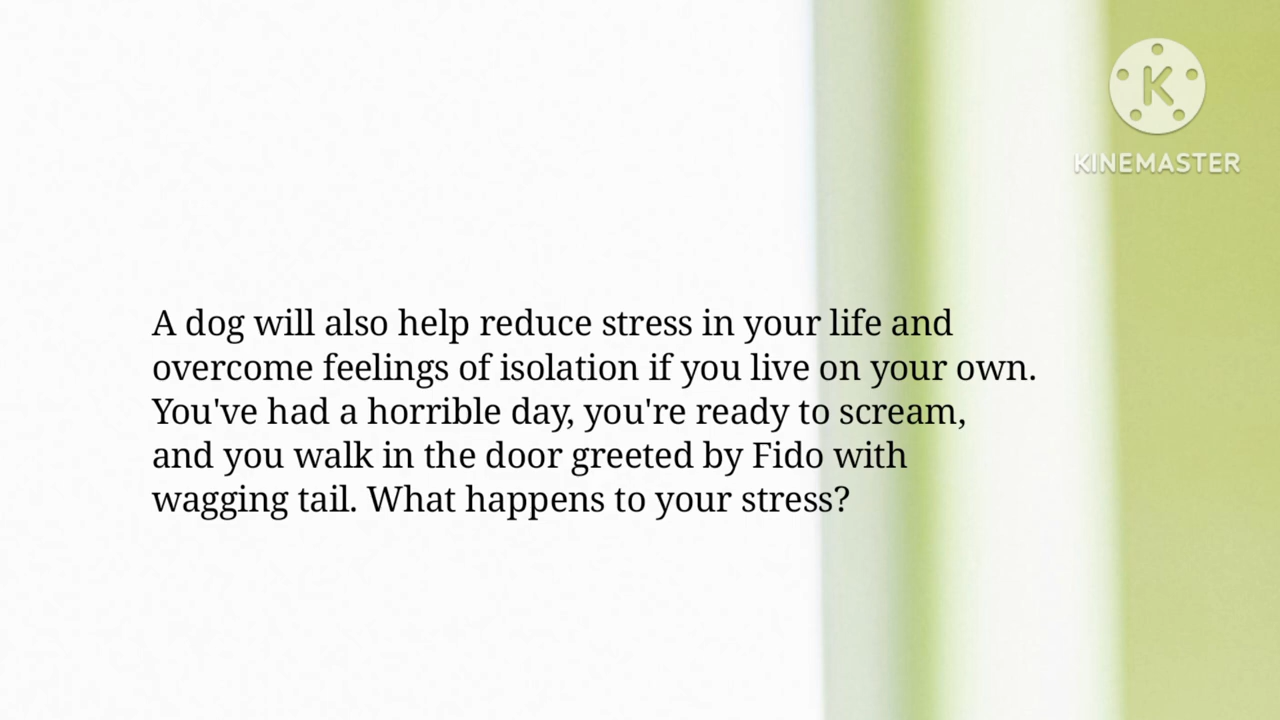 KINEMASTER
A dog will also help reduce stress in your life and
overcome feelings of isolation if you live on your own.
You've had a horrible day, you're ready to scream,
and you walk in the door greeted by Fido with
wagging tail. What happens to your stress?